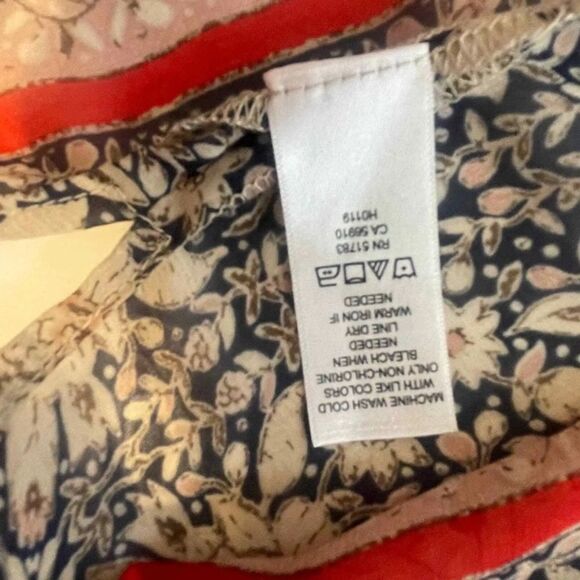 MACHINE WASH COLD
WITH LIKE COLORS
ONLY NON-CHLORINE
BLEACH WHEN
NEEDED
LINE DRY
WARM IRON IF
NEEDED
RN 51783
CA 56910
H0119